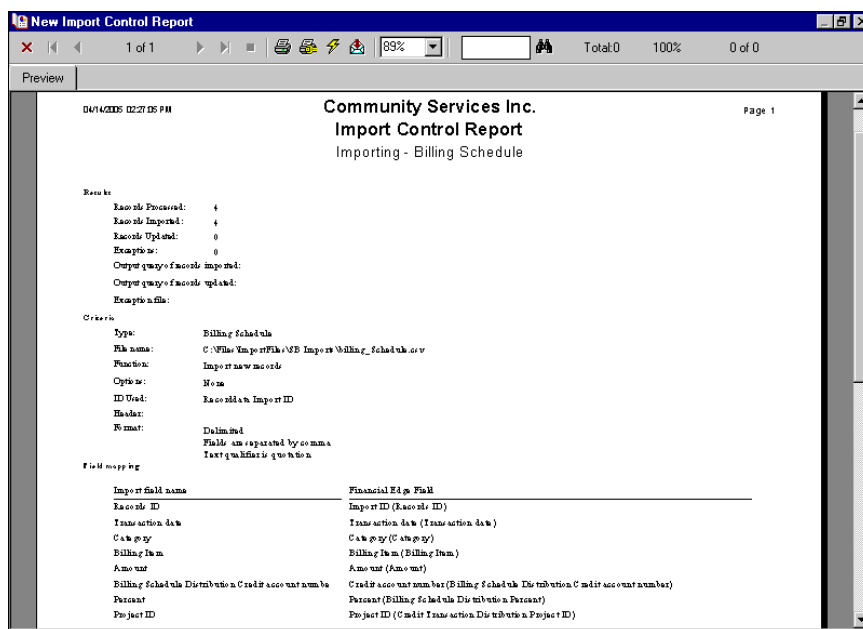 New Import Control Report
1 of 1
89%
Total:0
100%
0 of 0
Preview
04/14/2005 02:27:05 PM
Community Services Inc.
Page 1
Import Control Report
Importing - Billing Schedule
Results
Records Processed: 4
Records Imported: 4
Records Updated: 0
Exceptions: 0
Output query of records imported:
Output query of records updated:
Exception file:
Criteria
Type: Billing Schedule
File name: C:\Files\ImportFiles\SB Imports\billing_Schedule.csv
Function: Import new records
Options: None
ID Used: Recorddata Import ID
Header:
Format: Delimited
Fields are separated by comma
Text qualifier is quotation
Field mapping
Import field name Financial Edge Field
Records ID Import ID (Records ID)
Transaction date Transaction date (Transaction date)
Category Category (Category)
Billing Item Billing Item (Billing Item)
Amount Amount (Amount)
Billing Schedule Distribution Credit account numbe Credit account number (Billing Schedule Distribution Credit account number)
Percent Percent (Billing Schedule Distribution Percent)
Project ID Project ID (Credit Transaction Distribution Project ID)